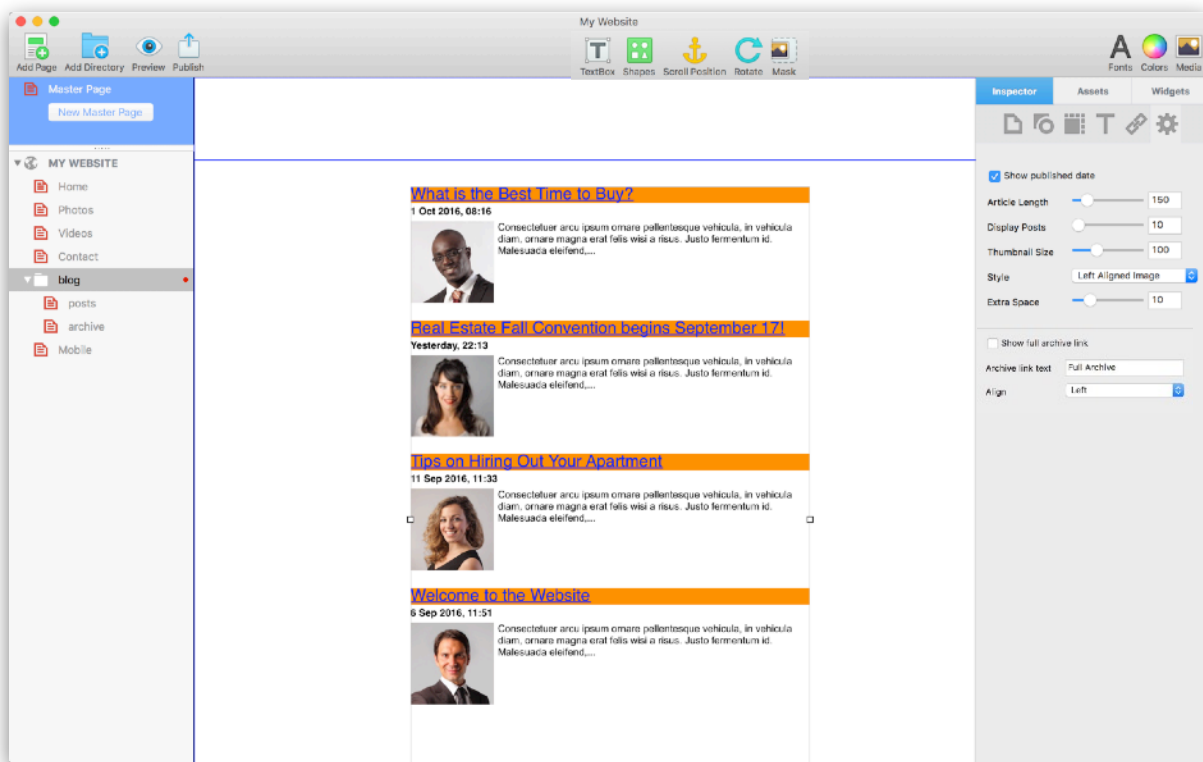 My Website
Add Page Add Directory Preview Publish
TextBox Shapes Scroll Position Rotate Mask
Fonts Colors Media
Master Page
New Master Page
MY WEBSITE
Home
Photos
Videos
Contact
blog
posts
archive
Mobile
What is the Best Time to Buy?
1 Oct 2016, 08:16
Consectetuer arcu ipsum ornare pellentesque vehicula, in vehicula
diam, ornare magna erat felis wisi a risus. Justo fermentum id.
Malesuada eleifend,...
Real Estate Fall Convention begins September 17!
Yesterday, 22:13
Consectetuer arcu ipsum ornare pellentesque vehicula, in vehicula
diam, ornare magna erat felis wisi a risus. Justo fermentum id.
Malesuada eleifend,...
Tips on Hiring Out Your Apartment
11 Sep 2016, 11:33
Consectetuer arcu ipsum ornare pellentesque vehicula, in vehicula
diam, ornare magna erat felis wisi a risus. Justo fermentum id.
Malesuada eleifend,...
Welcome to the Website
6 Sep 2016, 11:51
Consectetuer arcu ipsum ornare pellentesque vehicula, in vehicula
diam, ornare magna erat felis wisi a risus. Justo fermentum id.
Malesuada eleifend,...
Inspector Assets Widgets
Show published date
Article Length 150
Display Posts 10
Thumbnail Size 100
Style Left Aligned Image
Extra Space 10
Show full archive link
Archive link text Full Archive
Align Left